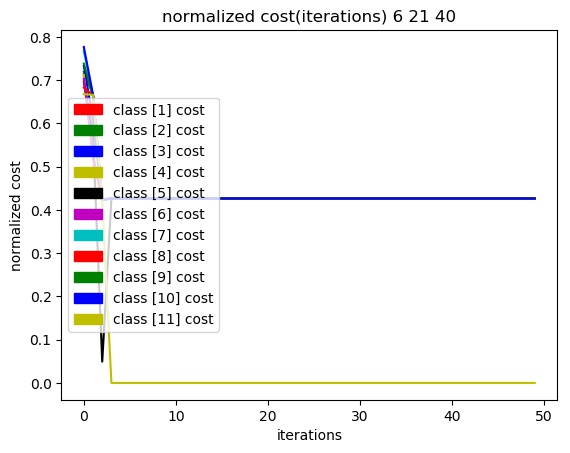 normalized cost(iterations) 6 21 40
0.8
0.7
0.6
0.5
0.4
0.3
0.2
0.1
0.0
normalized cost
class [1] cost
class [2] cost
class [3] cost
class [4] cost
class [5] cost
class [6] cost
class [7] cost
class [8] cost
class [9] cost
class [10] cost
class [11] cost
0 10 20 30 40 50
iterations